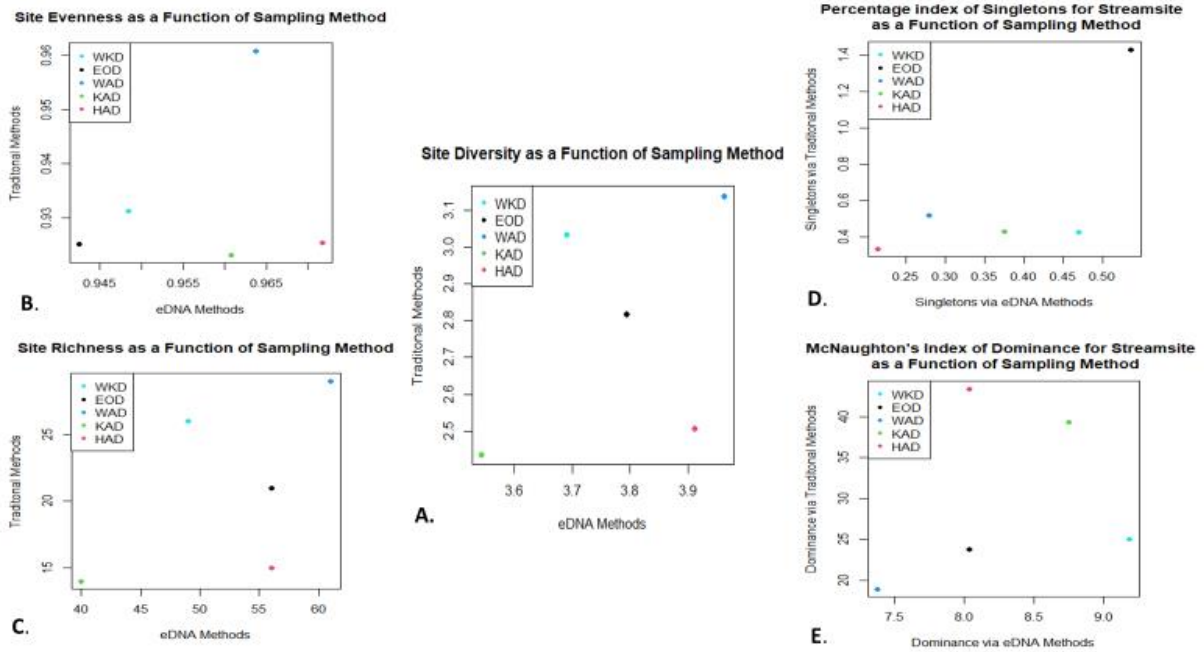 Site Evenness as a Function of Sampling Method
WKD
EOD
WAD
KAD
HAD
Traditonal Methods
0.96
0.95
0.94
0.93
0.945 0.955 0.965
eDNA Methods
B.
Site Richness as a Function of Sampling Method
WKD
EOD
WAD
KAD
HAD
Traditonal Methods
25
20
15
40 45 50 55 60
eDNA Methods
C.
Site Diversity as a Function of Sampling Method
WKD
EOD
WAD
KAD
HAD
Traditonal Methods
3.1
3.0
2.9
2.8
2.7
2.6
2.5
3.6 3.7 3.8 3.9
eDNA Methods
A.
Percentage index of Singletons for Streamsite
as a Function of Sampling Method
WKD
EOD
WAD
KAD
HAD
Singletons via Traditonal Methods
1.4
1.2
1.0
0.8
0.6
0.4
0.25 0.30 0.35 0.40 0.45 0.50
Singletons via eDNA Methods
D.
McNaughton's Index of Dominance for Streamsite
as a Function of Sampling Method
WKD
EOD
WAD
KAD
HAD
Dominance via Traditonal Methods
40
35
30
25
20
7.5 8.0 8.5 9.0
Dominance via eDNA Methods
E.